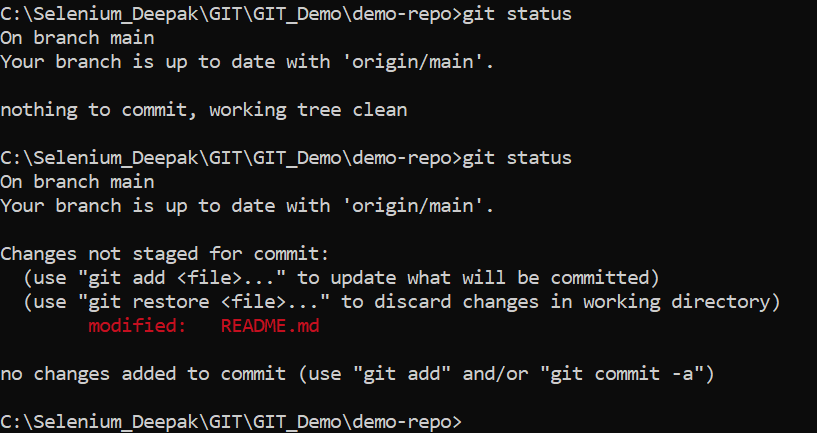 C:\Selenium_Deepak\GIT\GIT_Demo\demo-repo>git status
On branch main
Your branch is up to date with 'origin/main'.
nothing to commit, working tree clean
C:\Selenium_Deepak\GIT\GIT_Demo\demo-repo>git status
On branch main
Your branch is up to date with 'origin/main'.
Changes not staged for commit:
  (use "git add <file>..." to update what will be committed)
  (use "git restore <file>..." to discard changes in working directory)
        modified:   README.md
no changes added to commit (use "git add" and/or "git commit -a")
C:\Selenium_Deepak\GIT\GIT_Demo\demo-repo>